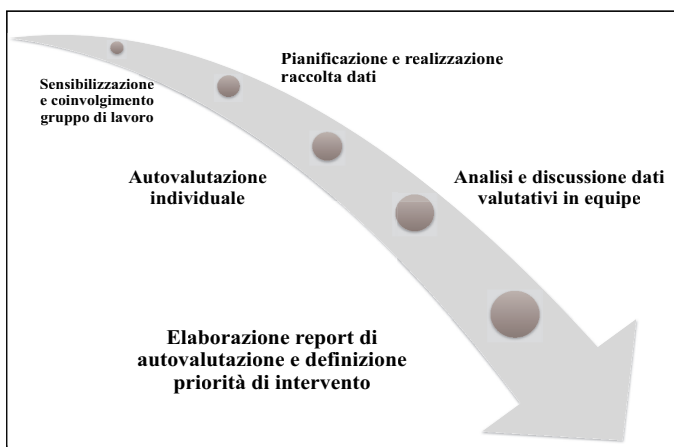 Sensibilizzazione
e coinvolgimento
gruppo di lavoro
Pianificazione e realizzazione
raccolta dati
Autovalutazione
individuale
Analisi e discussione dati
valutativi in equipe
Elaborazione report di
autovalutazione e definizione
priorità di intervento